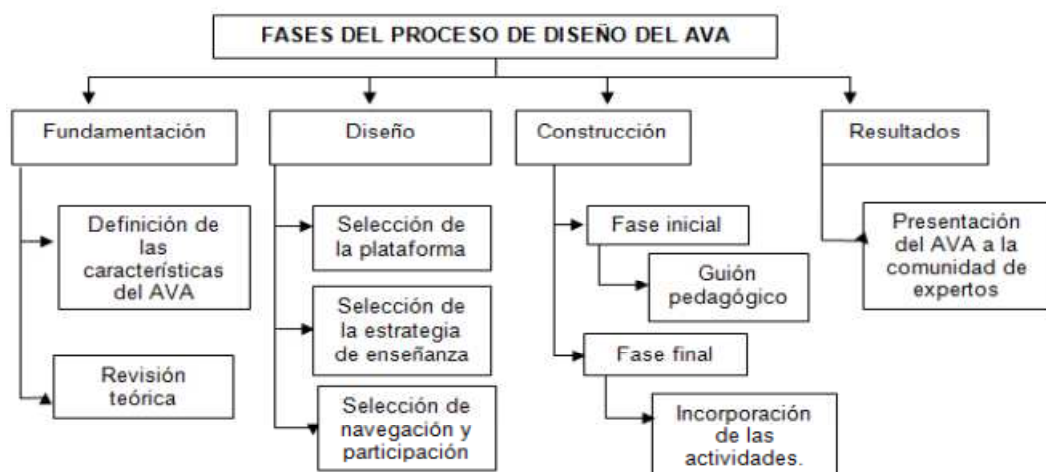 FASES DEL PROCESO DE DISEÑO DEL AVA
Fundamentación
Diseño
Construcción
Resultados
Definición de
las
características
del AVA
Revisión
teórica
Selección de
la plataforma
Selección de
la estrategia
de enseñanza
Selección de
navegación y
participación
Fase inicial
Guión
pedagógico
Fase final
Incorporación
de las
actividades.
Presentación
del AVA a la
comunidad de
expertos